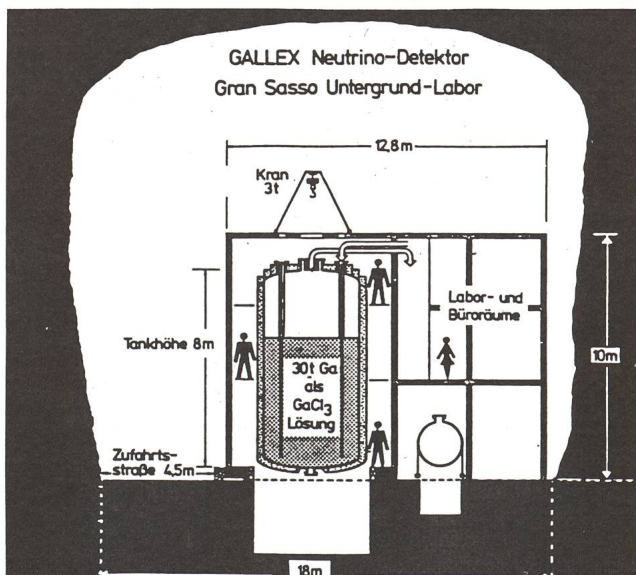 GALLEX Neutrino-Detektor
Gran Sasso Untergrund-Labor
12,8m
Kran
3t
Labor- und
Büroräume
Tankhöhe 8m
10m
30t Ga
als
GaCl3
Lösung
Zufahrts-
straße 4,5m
18m